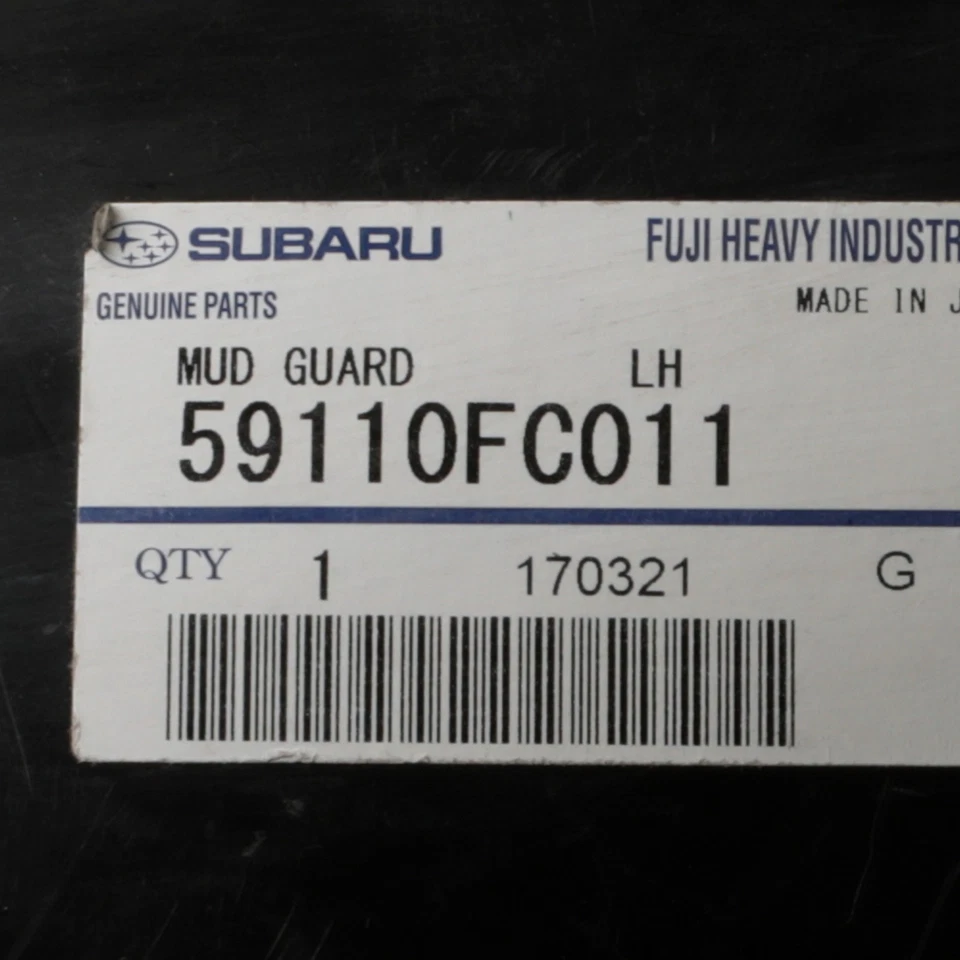 SUBARU FUJI HEAVY INDUSTR
GENUINE PARTS MADE IN J
MUD GUARD LH
59110FC011
QTY 1 170321 G